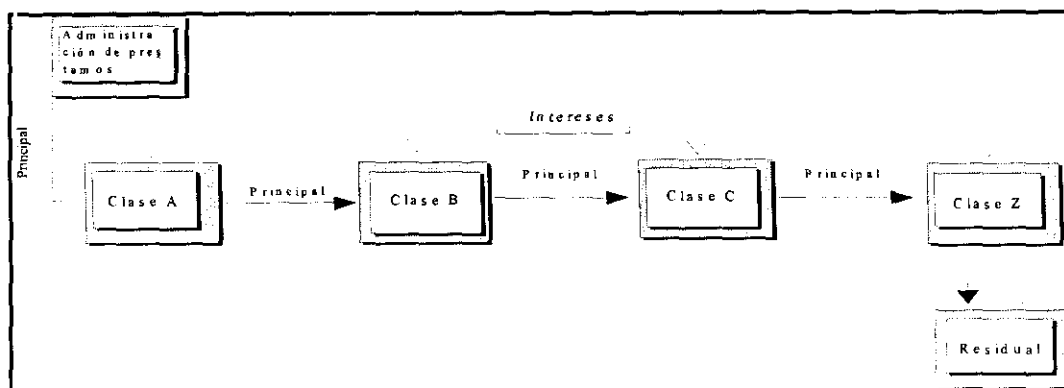 Administra
ción de pres
tamos
Principal
Intereses
Clase A
Principal
Clase B
Principal
Clase C
Principal
Clase Z
Residual